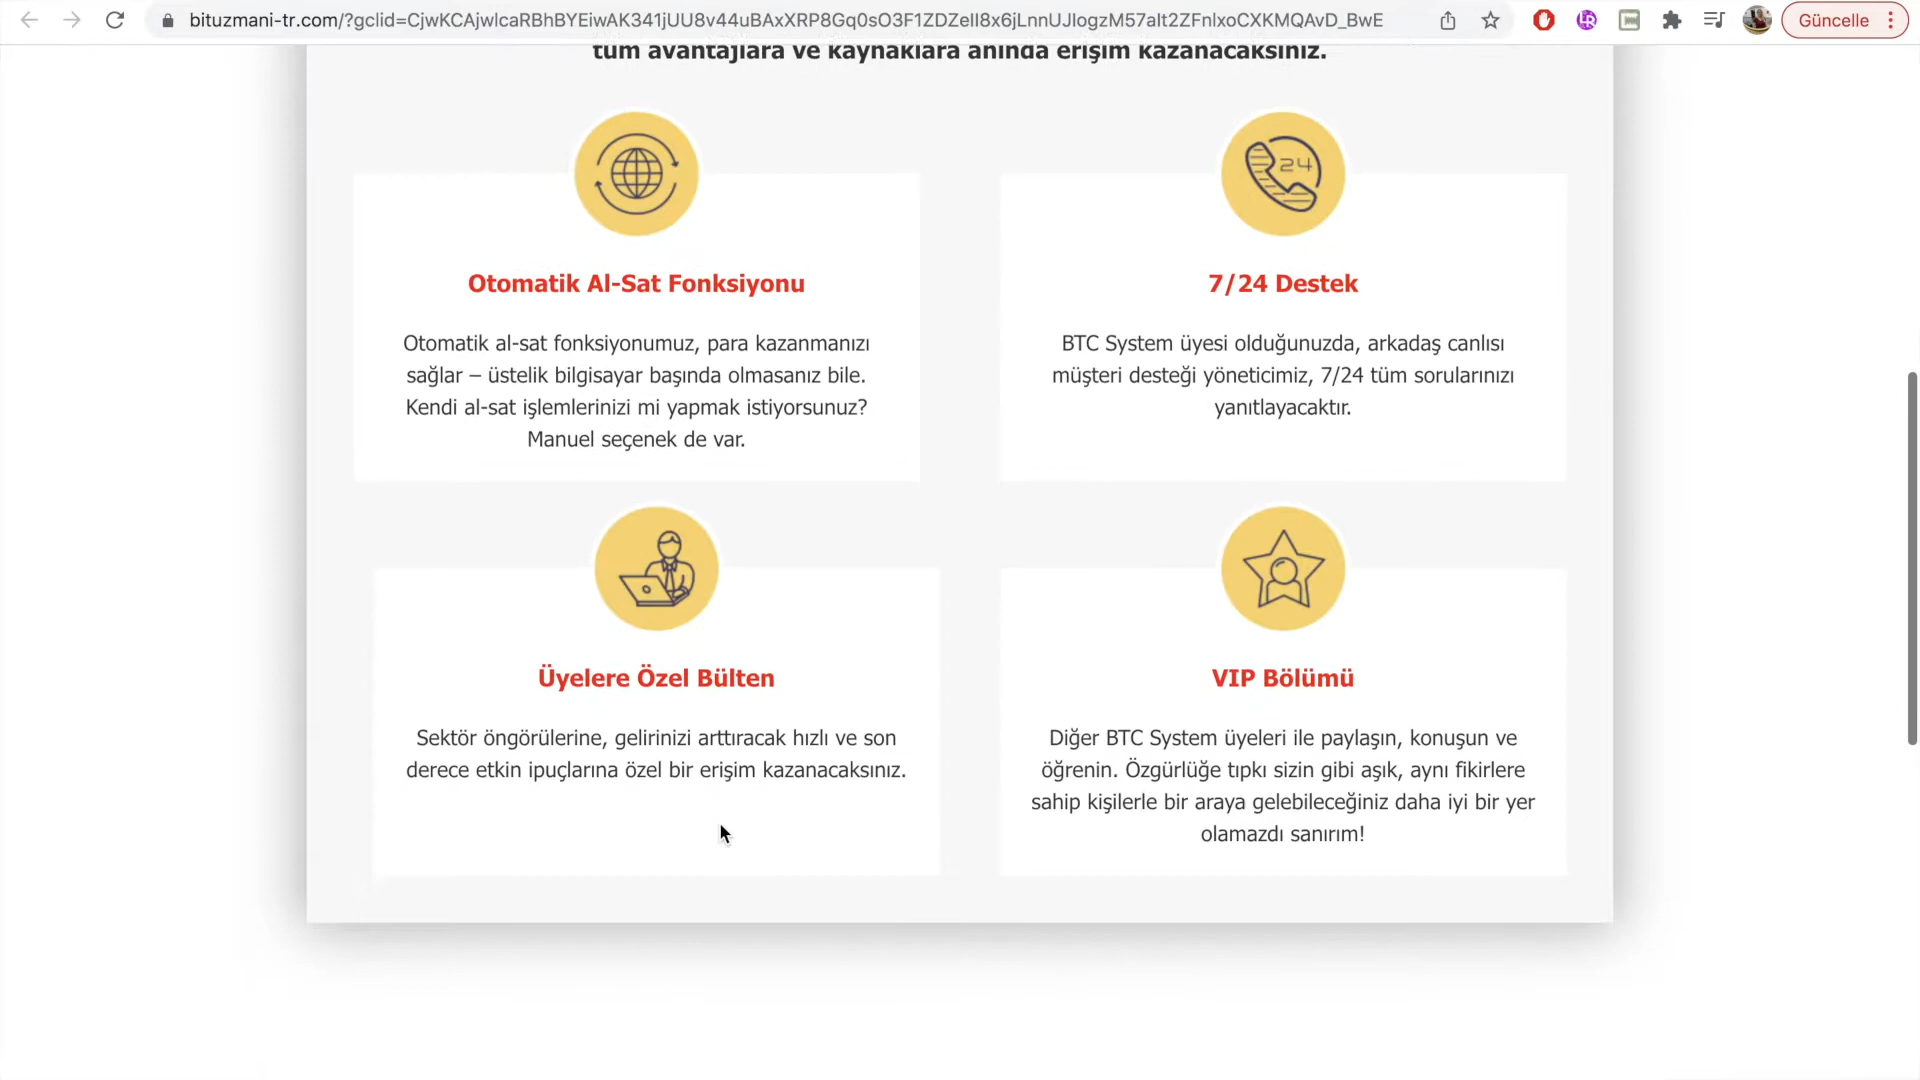 bituzmani-tr.com/?gclid=CjwKCAjwlcaRBhBYEiwAK341jUU8v44uBAxXRP8Gq0sO3F1ZDZeII8x6jLnnUJIogzM57aIt2ZFnlxoCXKMQAvD_BwE
Güncelle
tüm avantajlara ve kaynaklara anında erişim kazanacaksınız.
24
Otomatik Al-Sat Fonksiyonu
Otomatik al-sat fonksiyonumuz, para kazanmanızı
sağlar – üstelik bilgisayar başında olmasanız bile.
Kendi al-sat işlemlerinizi mi yapmak istiyorsunuz?
Manuel seçenek de var.
7/24 Destek
BTC System üyesi olduğunuzda, arkadaş canlısı
müşteri desteği yöneticimiz, 7/24 tüm sorularınızı
yanıtlayacaktır.
Üyelere Özel Bülten
Sektör öngörülerine, gelirinizi arttıracak hızlı ve son
derece etkin ipuçlarına özel bir erişim kazanacaksınız.
VIP Bölümü
Diğer BTC System üyeleri ile paylaşın, konuşun ve
öğrenin. Özgürlüğe tıpkı sizin gibi aşık, aynı fikirlere
sahip kişilerle bir araya gelebileceğiniz daha iyi bir yer
olamazdı sanırım!